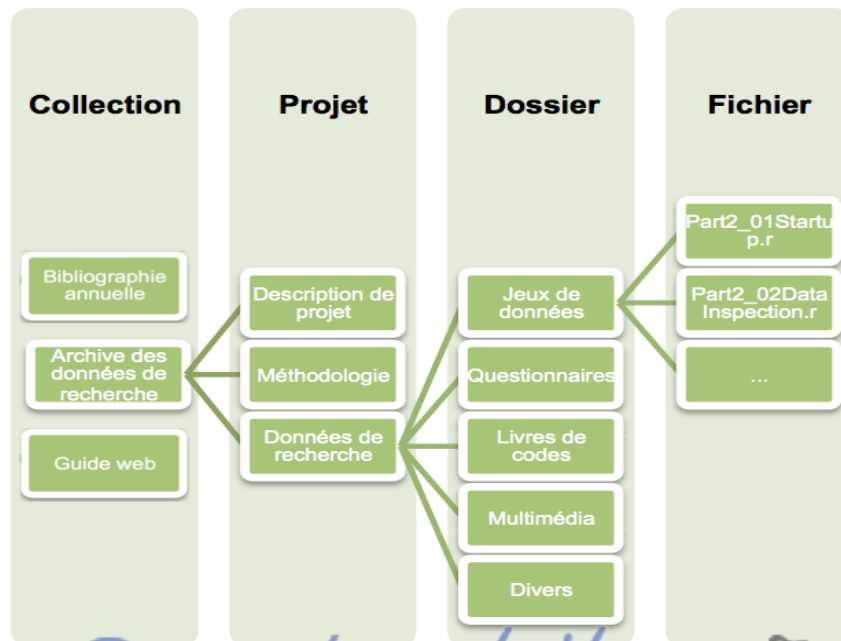 Collection
Projet
Dossier
Fichier
Bibliographie
annuelle
Archive des
données de
recherche
Guide web
Description de
projet
Méthodologie
Données de
recherche
Jeux de
données
Questionnaires
Livres de
codes
Multimédia
Divers
Part2_01Startu
p.r
Part2_02Data
Inspection.r
...